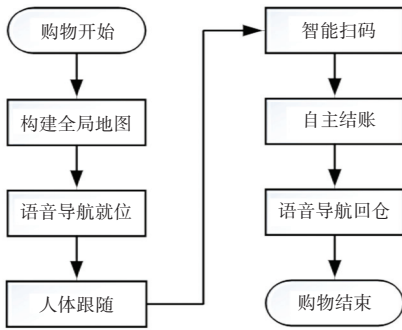 购物开始
构建全局地图
语音导航就位
人体跟随
智能扫码
自主结账
语音导航回仓
购物结束